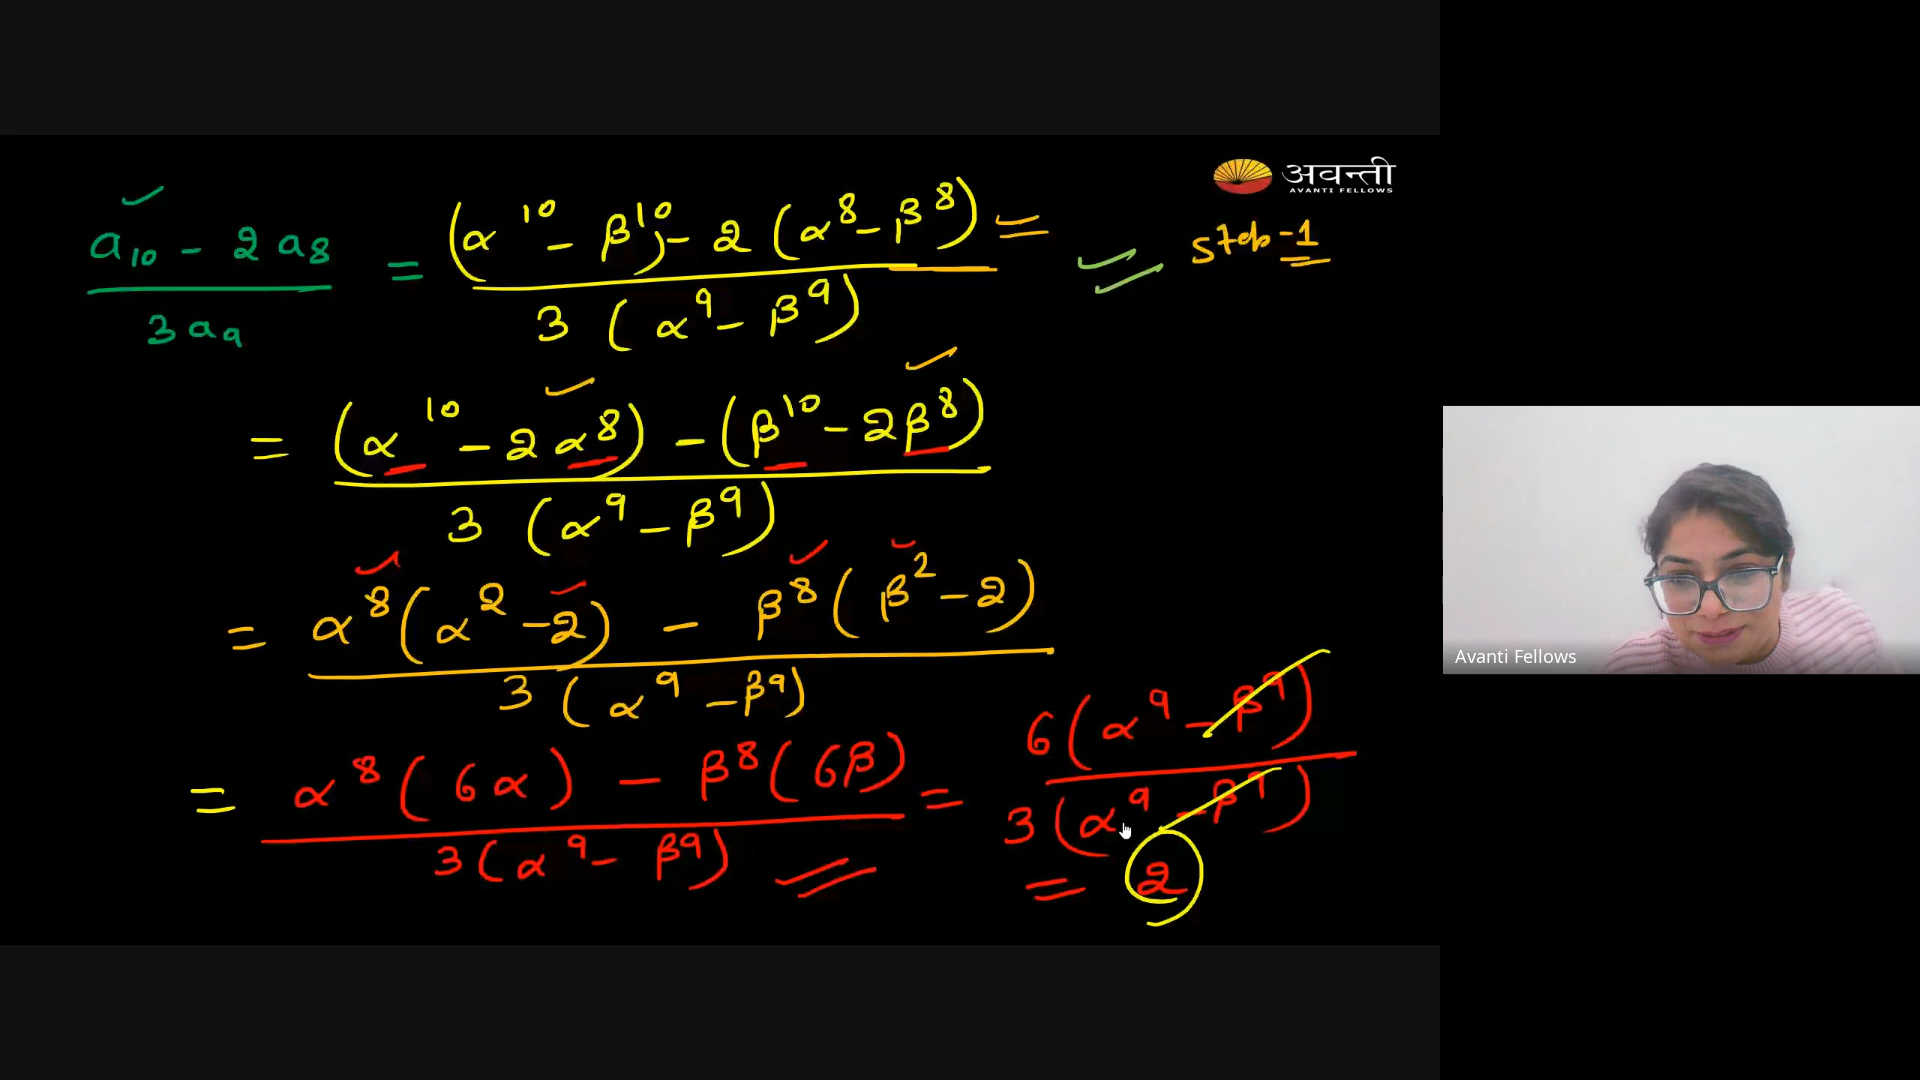 अवन्ती
AVANTI FELLOWS
Step-1
a₁₀ - 2a₈ / 3a₉ = (α¹⁰ - β¹⁰) - 2(α⁸ - β⁸) / 3(α⁹ - β⁹) =
= (α¹⁰ - 2α⁸) - (β¹⁰ - 2β⁸) / 3(α⁹ - β⁹)
= α⁸(α² - 2) - β⁸(β² - 2) / 3(α⁹ - β⁹)
= α⁸(6α) - β⁸(6β) / 3(α⁹ - β⁹) = 6(α⁹ - β⁹) / 3(α⁹ - β⁹)
= 2
Avanti Fellows